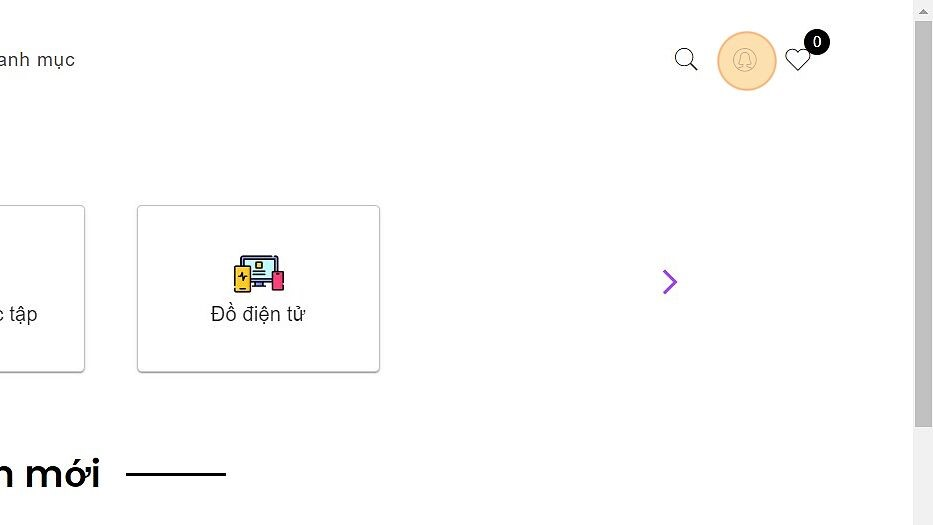 anh mục
0
c tập
Đồ điện tử
n mới